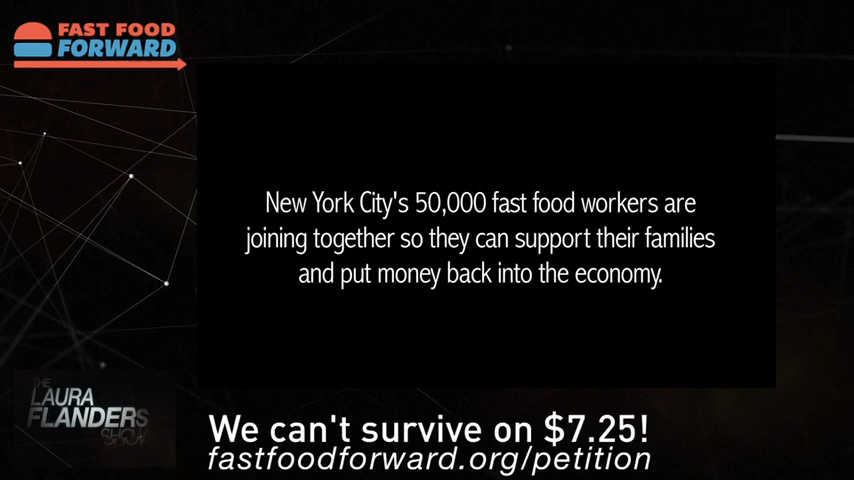 FAST FOOD
FORWARD
New York City's 50,000 fast food workers are
joining together so they can support their families
and put money back into the economy.
THE
LAURA
FLANDERS
SHOW
We can't survive on $7.25!
fastfoodforward.org/petition